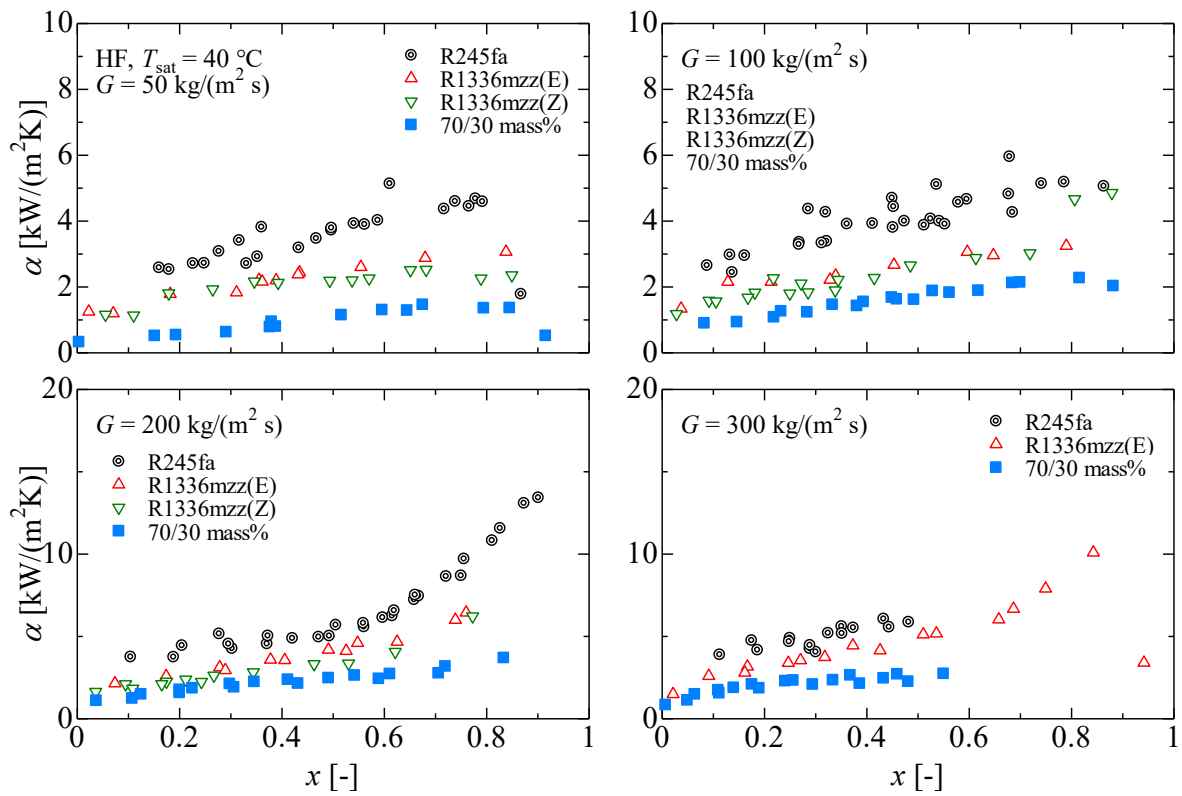 HF, Tsat = 40 °C
G = 50 kg/(m² s)
R245fa
R1336mzz(E)
R1336mzz(Z)
70/30 mass%
α [kW/(m²K)]
10
8
6
4
2
0
G = 100 kg/(m² s)
R245fa
R1336mzz(E)
R1336mzz(Z)
70/30 mass%
10
8
6
4
2
0
G = 200 kg/(m² s)
R245fa
R1336mzz(E)
R1336mzz(Z)
70/30 mass%
α [kW/(m²K)]
20
10
0
0 0.2 0.4 0.6 0.8 1
x [-]
G = 300 kg/(m² s)
R245fa
R1336mzz(E)
70/30 mass%
20
10
0
0 0.2 0.4 0.6 0.8 1
x [-]